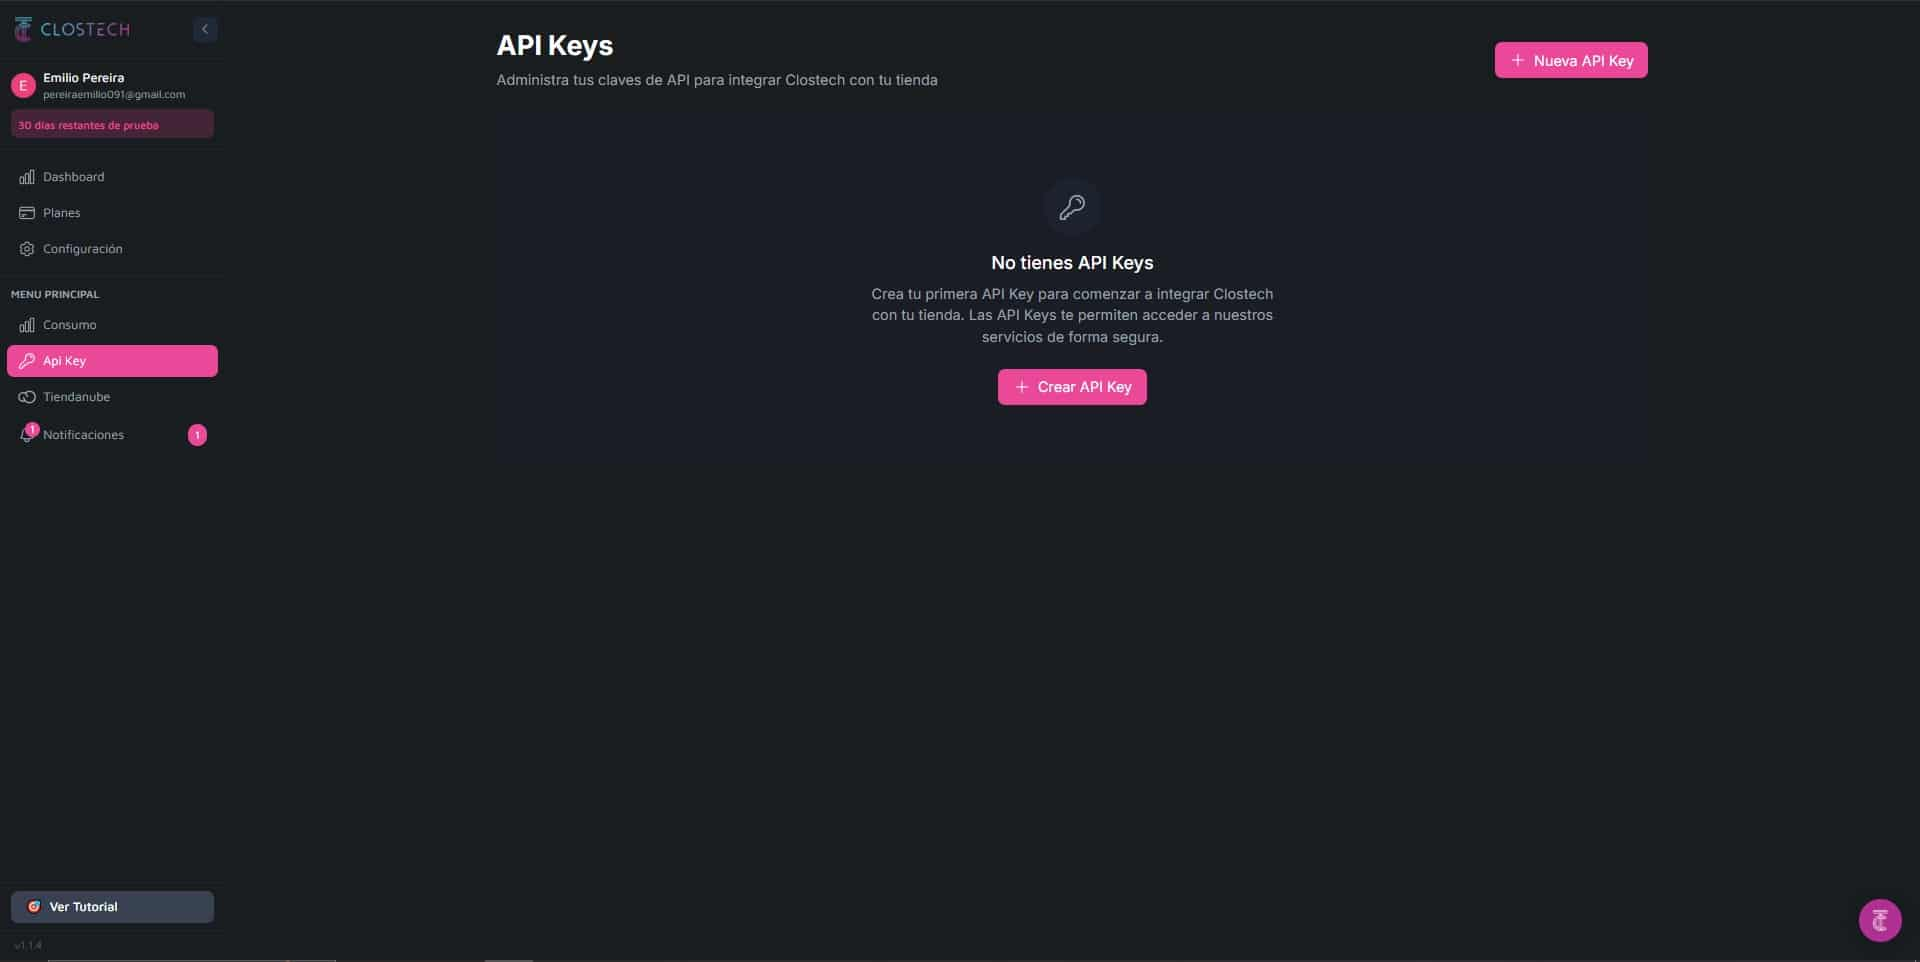 CLOSTECH
E
Emilio Pereira
pereiraemilio091@gmail.com
30 días restantes de prueba
Dashboard
Planes
Configuración
MENU PRINCIPAL
Consumo
Api Key
Tiendanube
1
Notificaciones
1
Ver Tutorial
v1.1.4
API Keys
Administra tus claves de API para integrar Clostech con tu tienda
Nueva API Key
No tienes API Keys
Crea tu primera API Key para comenzar a integrar Clostech
con tu tienda. Las API Keys te permiten acceder a nuestros
servicios de forma segura.
Crear API Key